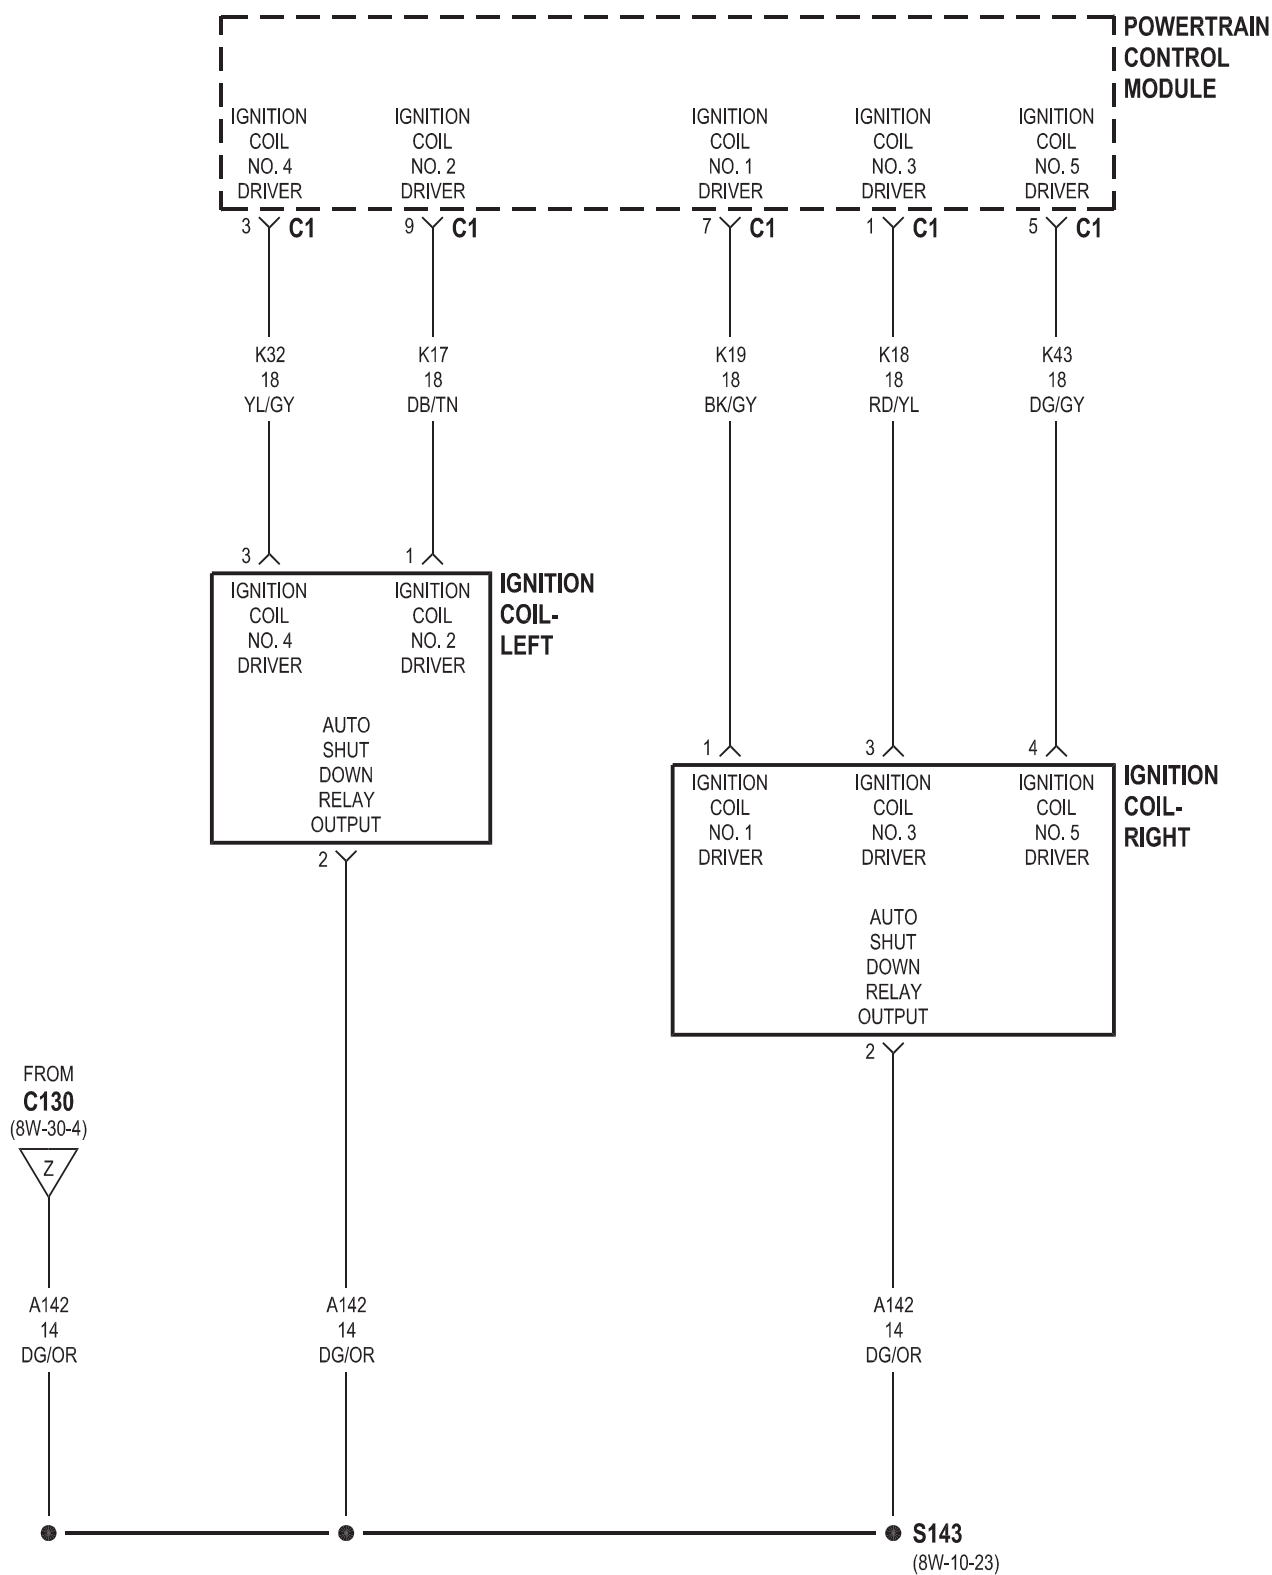 POWERTRAIN
CONTROL
MODULE
IGNITION
COIL
NO. 4
DRIVER
IGNITION
COIL
NO. 2
DRIVER
IGNITION
COIL
NO. 1
DRIVER
IGNITION
COIL
NO. 3
DRIVER
IGNITION
COIL
NO. 5
DRIVER
3 C1
9 C1
7 C1
1 C1
5 C1
K32
18
YL/GY
K17
18
DB/TN
K19
18
BK/GY
K18
18
RD/YL
K43
18
DG/GY
3
1
IGNITION
COIL-
LEFT
IGNITION
COIL
NO. 4
DRIVER
IGNITION
COIL
NO. 2
DRIVER
AUTO
SHUT
DOWN
RELAY
OUTPUT
2
1
3
4
IGNITION
COIL-
RIGHT
IGNITION
COIL
NO. 1
DRIVER
IGNITION
COIL
NO. 3
DRIVER
IGNITION
COIL
NO. 5
DRIVER
AUTO
SHUT
DOWN
RELAY
OUTPUT
2
FROM
C130
(8W-30-4)
Z
A142
14
DG/OR
A142
14
DG/OR
A142
14
DG/OR
S143
(8W-10-23)